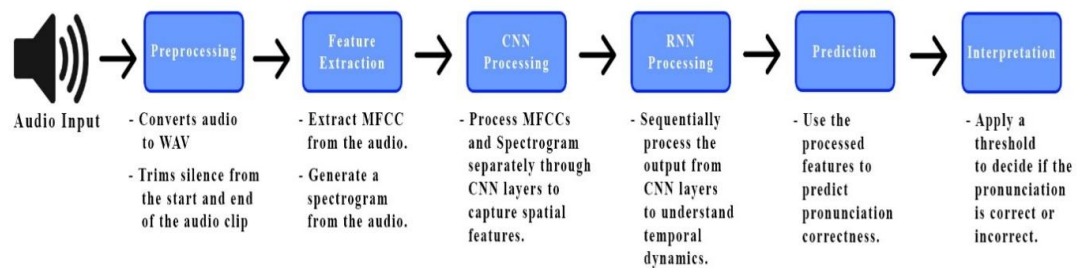 Audio Input
Preprocessing
- Converts audio
to WAV
- Trims silence from
the start and end
of the audio clip
Feature
Extraction
- Extract MFCC
from the audio.
- Generate a
spectrogram
from the audio.
CNN
Processing
- Process MFCCs
and Spectrogram
separately through
CNN layers to
capture spatial
features.
RNN
Processing
- Sequentially
process the
output from
CNN layers
to understand
temporal
dynamics.
Prediction
- Use the
processed
features to
predict
pronunciation
correctness.
Interpretation
- Apply a
threshold
to decide if the
pronunciation
is correct or
incorrect.